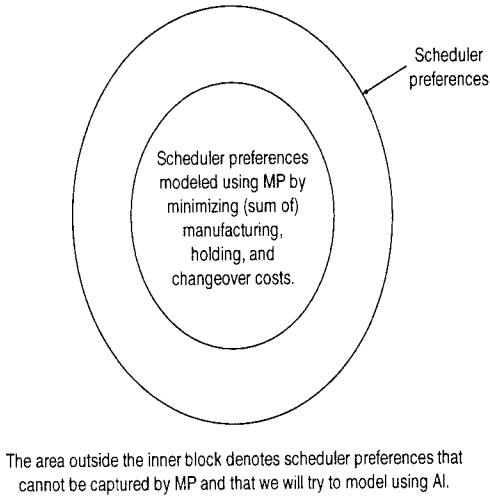 Scheduler
preferences
Scheduler preferences
modeled using MP by
minimizing (sum of)
manufacturing,
holding, and
changeover costs.
The area outside the inner block denotes scheduler preferences that
cannot be captured by MP and that we will try to model using AI.